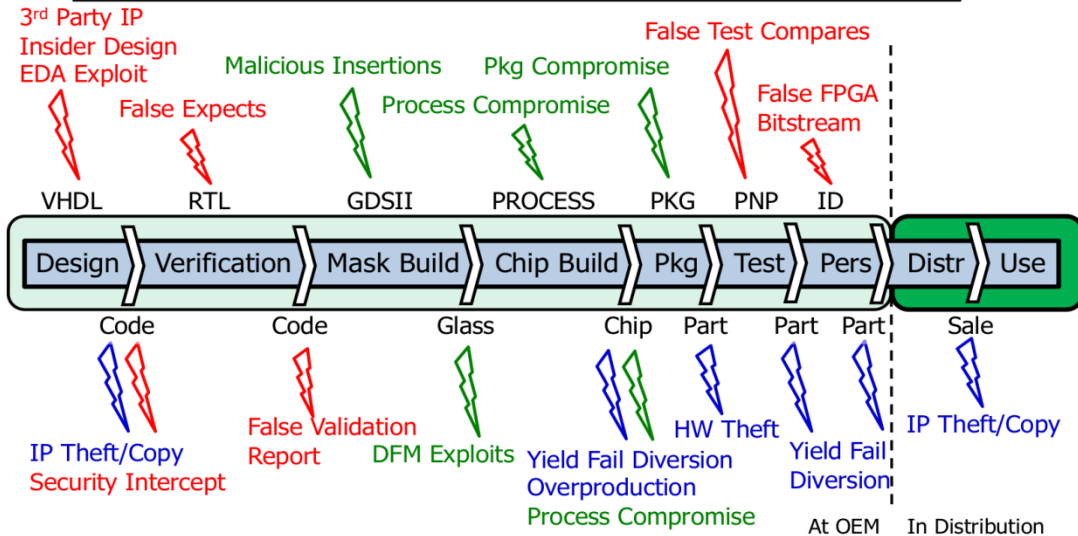 3rd Party IP
Insider Design
EDA Exploit
False Expects
Malicious Insertions
Process Compromise
Pkg Compromise
False Test Compares
False FPGA
Bitstream
VHDL
RTL
GDSII
PROCESS
PKG
PNP
ID
Design
Verification
Mask Build
Chip Build
Pkg
Test
Pers
Distr
Use
Code
Code
Glass
Chip
Part
Part
Part
Sale
IP Theft/Copy
Security Intercept
False Validation
Report
DFM Exploits
Yield Fail Diversion
Overproduction
Process Compromise
HW Theft
Yield Fail
Diversion
IP Theft/Copy
At OEM
In Distribution